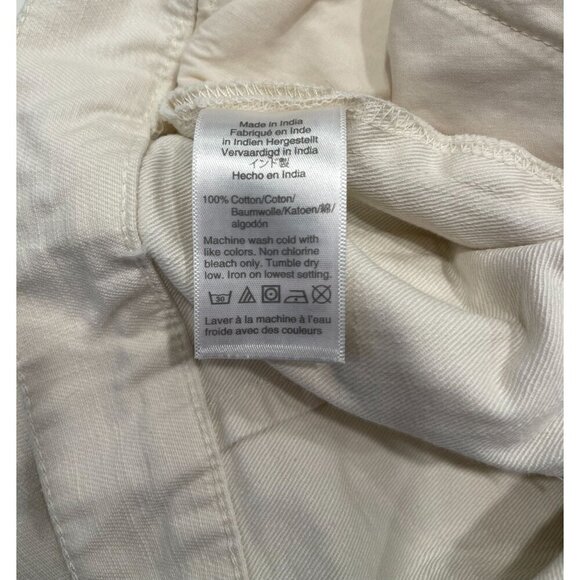 Made in India
Fabriqué en Inde
in Indien Hergesteilt
Vervaardigd in India
インド製
Hecho en India
100% Cotton/Coton/
Baumwolle/Katoen/綿/
algodón
Machine wash cold with
like colors. Non chlorine
bleach only. Tumble dry
low. Iron on lowest setting.
30
Laver à la machine à l'eau
froide avec des couleurs